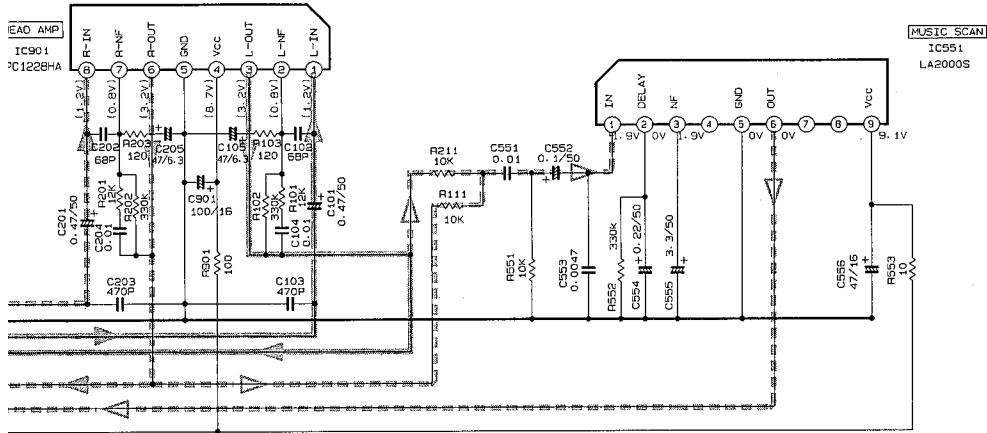 HEAD AMP
IC901
PC1228HA
R-IN
R-NF
R-OUT
GND
Vcc
L-OUT
L-NF
L-IN
8
7
6
5
4
3
2
1
(1.2V)
(0.8V)
(3.2V)
(8.7V)
(3.2V)
(0.8V)
(1.2V)
C202
68P
R203
120
C205
47/6.3
47/6.3
R103
120
C102
68P
C201
0.47/50
R201
12K
R202
330K
C204
0.01
C901
100/16
R102
330K
R101
12K
C104
0.01
C101
0.47/50
R901
100
C203
470P
C103
470P
R211
10K
R111
10K
C551
0.01
C552
0.1/50
R551
10K
C553
0.0047
MUSIC SCAN
IC551
LA2000S
IN
DELAY
NF
GND
OUT
Vcc
1
2
3
4
5
6
7
8
9
1.9V
0V
1.9V
0V
0V
9.1V
330K
R552
0.22/50
C554
3.3/50
C555
C556
47/16
R553
10